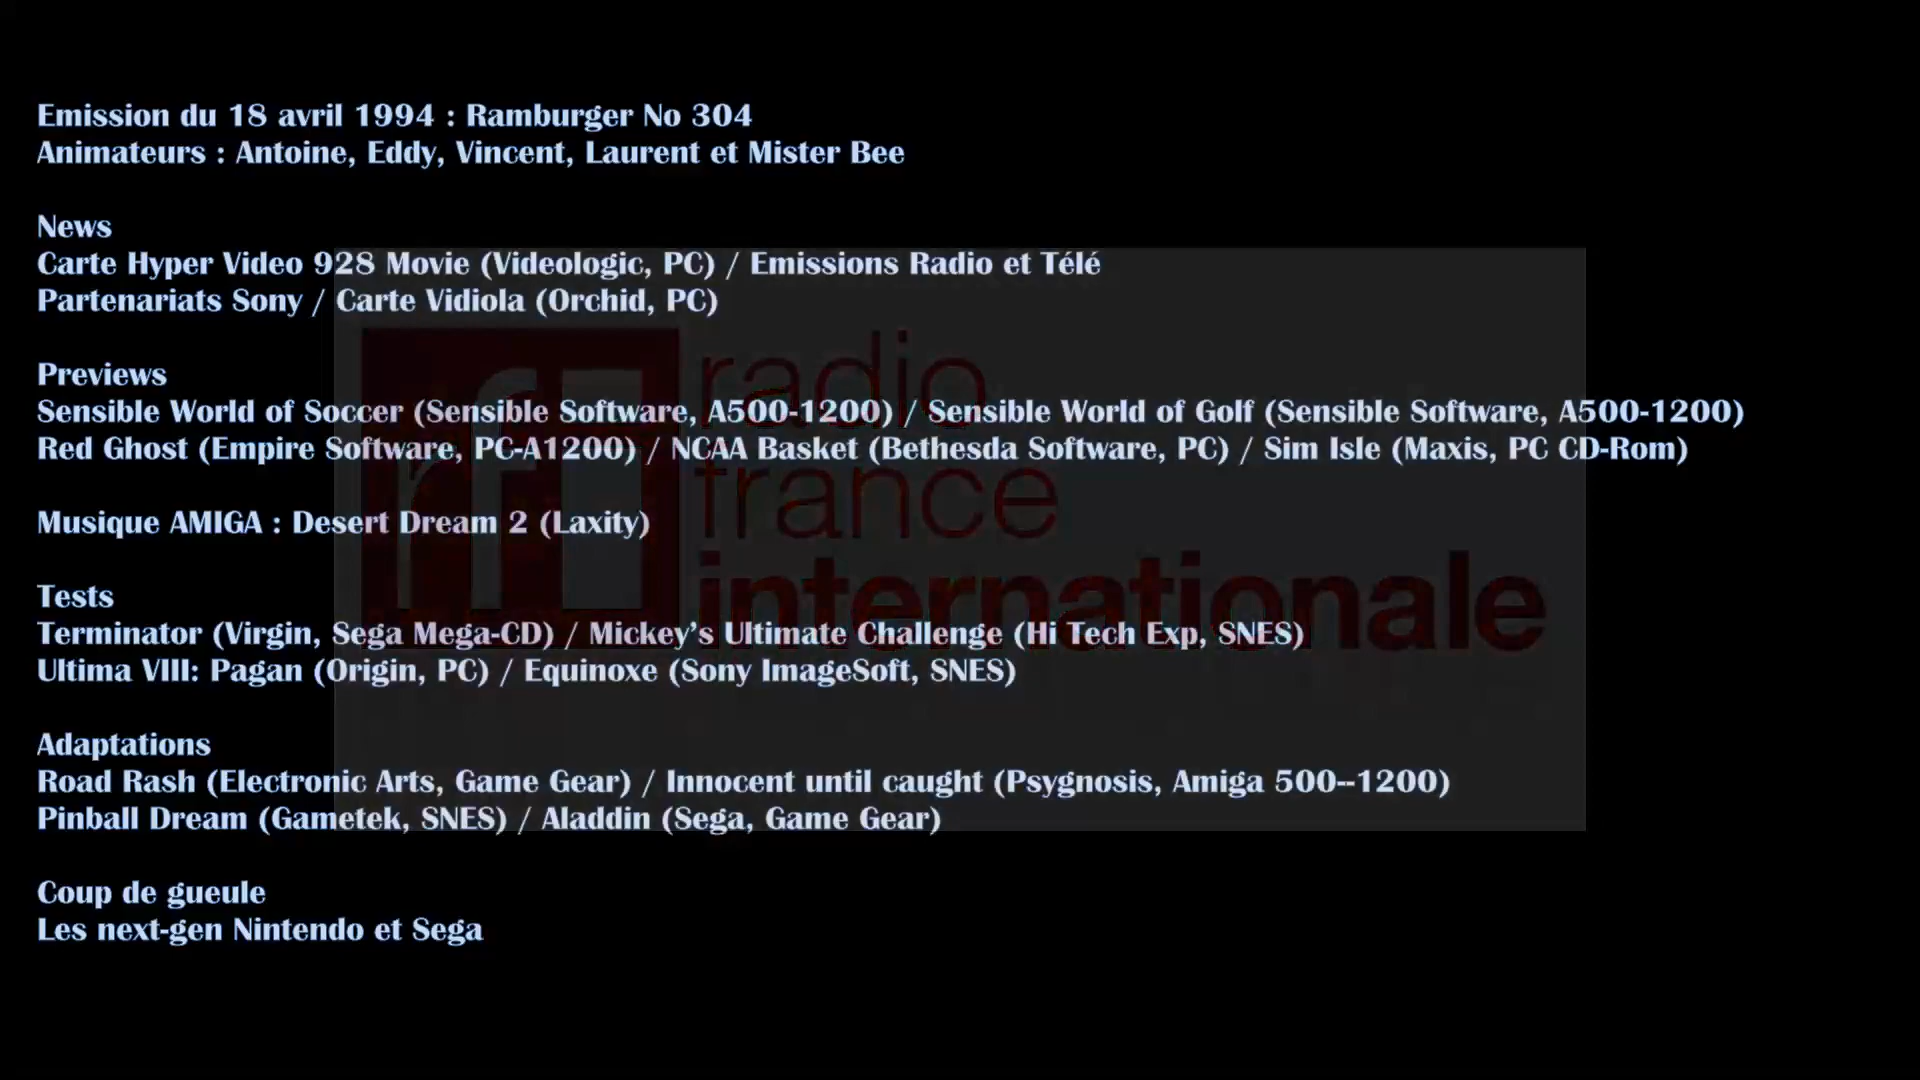 Emission du 18 avril 1994 : Ramburger No 304
Animateurs : Antoine, Eddy, Vincent, Laurent et Mister Bee
News
Carte Hyper Video 928 Movie (Videologic, PC) / Emissions Radio et Télé
Partenariats Sony / Carte Vidiola (Orchid, PC)
Previews
Sensible World of Soccer (Sensible Software, A500-1200) / Sensible World of Golf (Sensible Software, A500-1200)
Red Ghost (Empire Software, PC-A1200) / NCAA Basket (Bethesda Software, PC) / Sim Isle (Maxis, PC CD-Rom)
Musique AMIGA : Desert Dream 2 (Laxity)
Tests
Terminator (Virgin, Sega Mega-CD) / Mickey’s Ultimate Challenge (Hi Tech Exp, SNES)
Ultima VIII: Pagan (Origin, PC) / Equinoxe (Sony ImageSoft, SNES)
Adaptations
Road Rash (Electronic Arts, Game Gear) / Innocent until caught (Psygnosis, Amiga 500--1200)
Pinball Dream (Gametek, SNES) / Aladdin (Sega, Game Gear)
Coup de gueule
Les next-gen Nintendo et Sega
rfi
radio
france
internationale